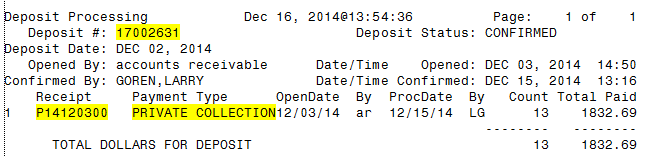 Deposit Processing Dec 16, 2014@13:54:36 Page: 1 of 1
Deposit #: 17002631 Deposit Status: CONFIRMED
Deposit Date: DEC 02, 2014
Opened By: accounts receivable Date/Time Opened: DEC 03, 2014 14:50
Confirmed By: GOREN,LARRY Date/Time Confirmed: DEC 15, 2014 13:16
Receipt Payment Type OpenDate By ProcDate By Count Total Paid
1 P14120300 PRIVATE COLLECTION12/03/14 ar 12/15/14 LG 13 1832.69
-------- --------
TOTAL DOLLARS FOR DEPOSIT 13 1832.69